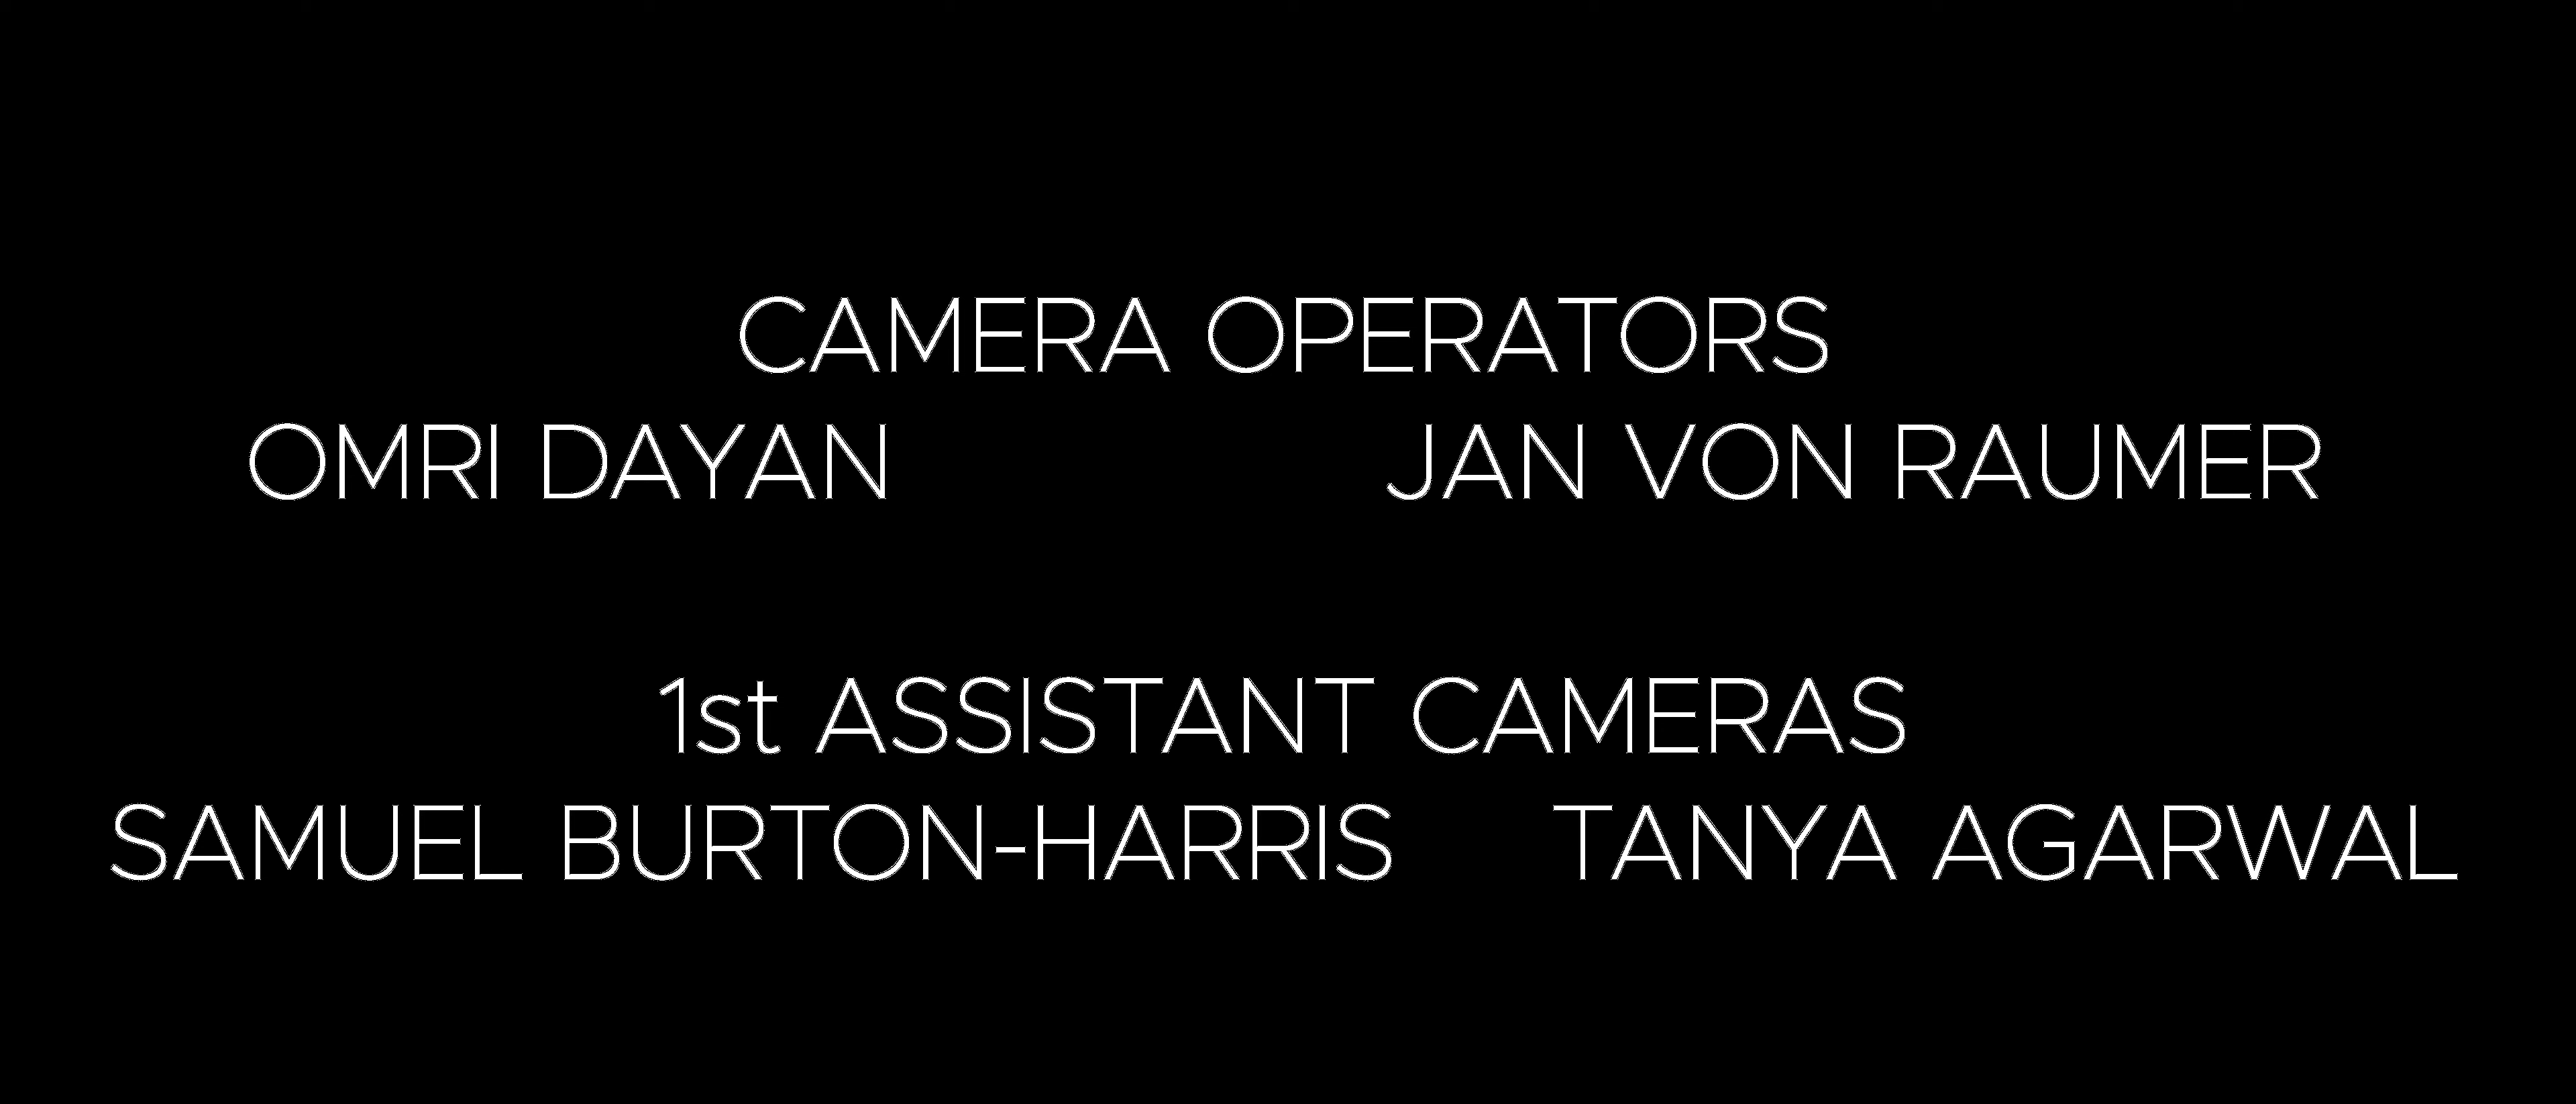 CAMERA OPERATORS
OMRI DAYAN JAN VON RAUMER
1st ASSISTANT CAMERAS
SAMUEL BURTON-HARRIS TANYA AGARWAL